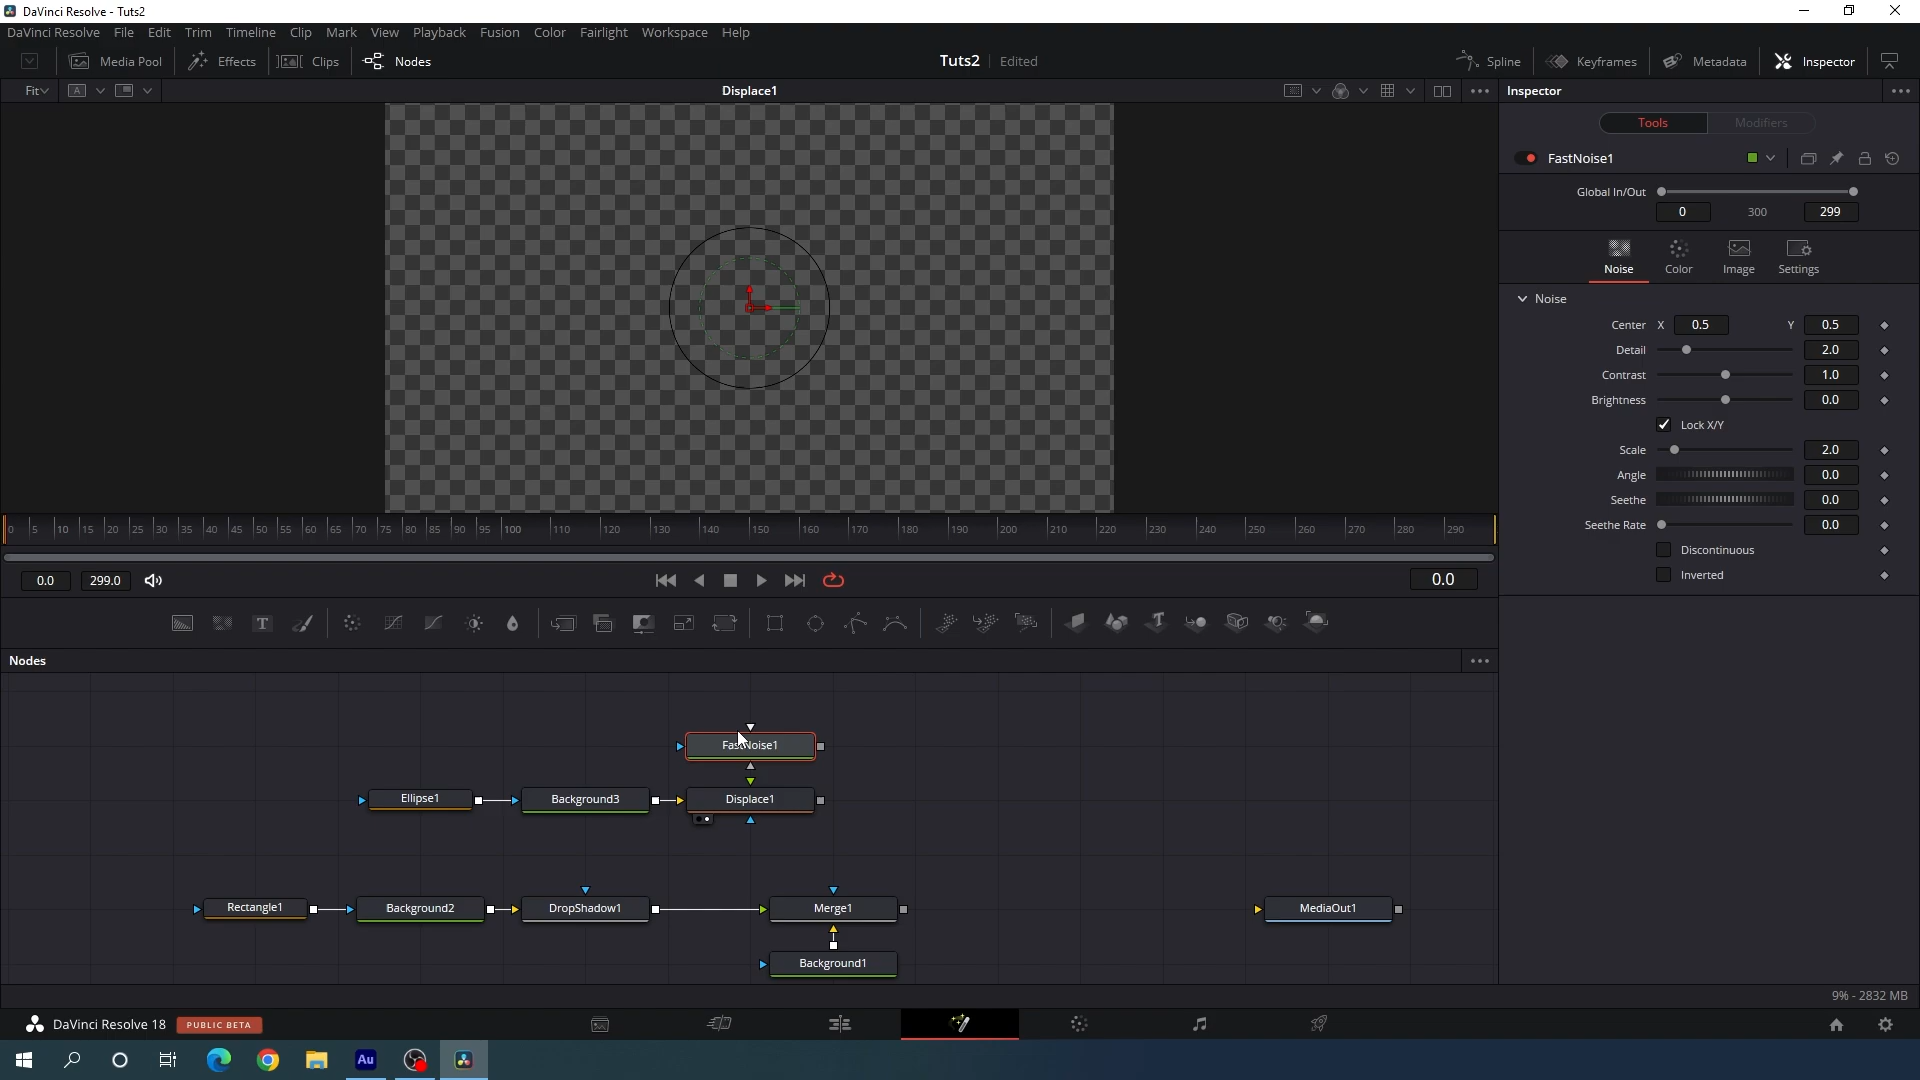 DaVinci Resolve - Tuts2
DaVinci Resolve File Edit Trim Timeline Clip Mark View Playback Fusion Color Fairlight Workspace Help
Media Pool Effects Clips Nodes Tuts2 Edited Spline Keyframes Metadata Inspector
Fit A Displace1 Inspector
Tools Modifiers
FastNoise1
Global In/Out
0 300 299
Noise Color Image Settings
Noise
Center X 0.5 Y 0.5
Detail 2.0
Contrast 1.0
Brightness 0.0
Lock X/Y
Scale 2.0
Angle 0.0
Seethe 0.0
Seethe Rate 0.0
Discontinuous
Inverted
0 5 10 15 20 25 30 35 40 45 50 55 60 65 70 75 80 85 90 95 100 110 120 130 140 150 160 170 180 190 200 210 220 230 240 250 260 270 280 290
0.0 299.0 0.0
T T
Nodes
FastNoise1
Ellipse1 Background3 Displace1
Rectangle1 Background2 DropShadow1 Merge1 MediaOut1
Background1
9% - 2832 MB
DaVinci Resolve 18 PUBLIC BETA
Au